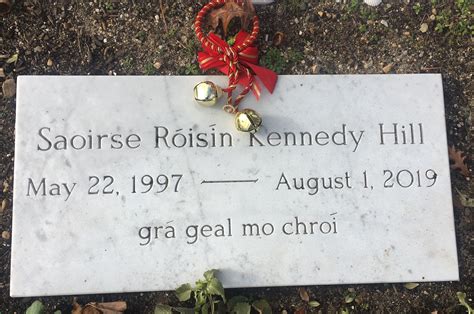 Saoirse Róisín Kennedy Hill
May 22, 1997 — August 1, 2019
grá geal mo chroí